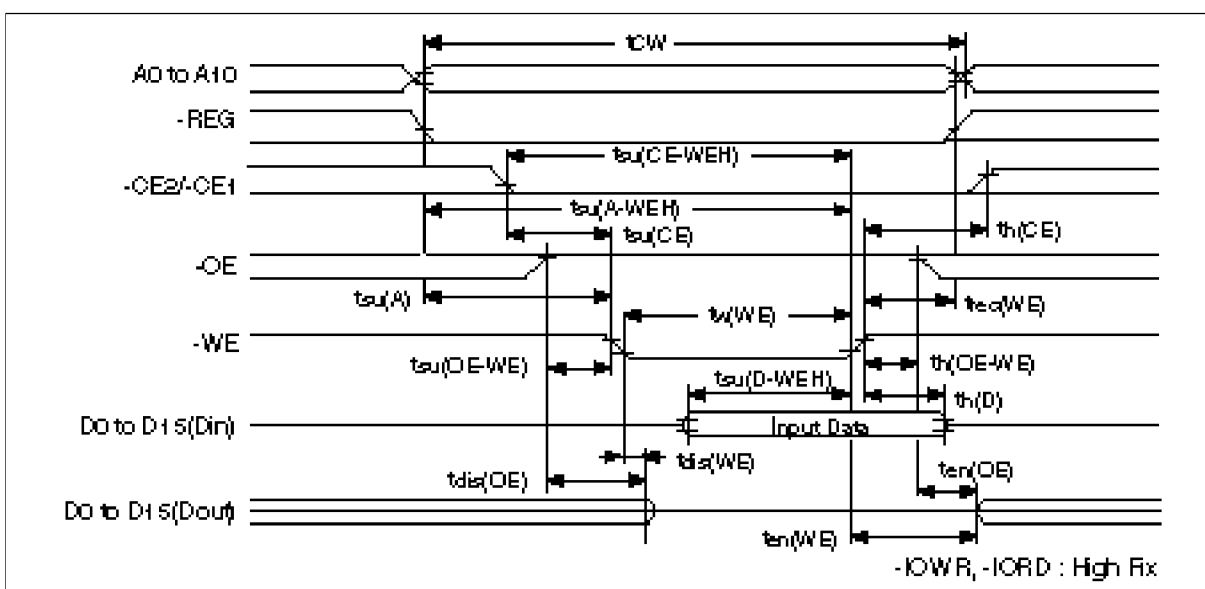 tCW
A0 to A10
-REG
tsu(CE-WEH)
-CE2/-CE1
tsu(A-WEH)
tsu(CE)
th(CE)
-OE
tsu(A)
trec(WE)
tw(WE)
-WE
tsu(OE-WE)
th(OE-WE)
tsu(D-WEH)
th(D)
D0 to D15(Din)
Input Data
tdis(WE)
tdis(OE)
ten(OE)
D0 to D15(Dout)
ten(WE)
-IOWR, -IORD : High Fix